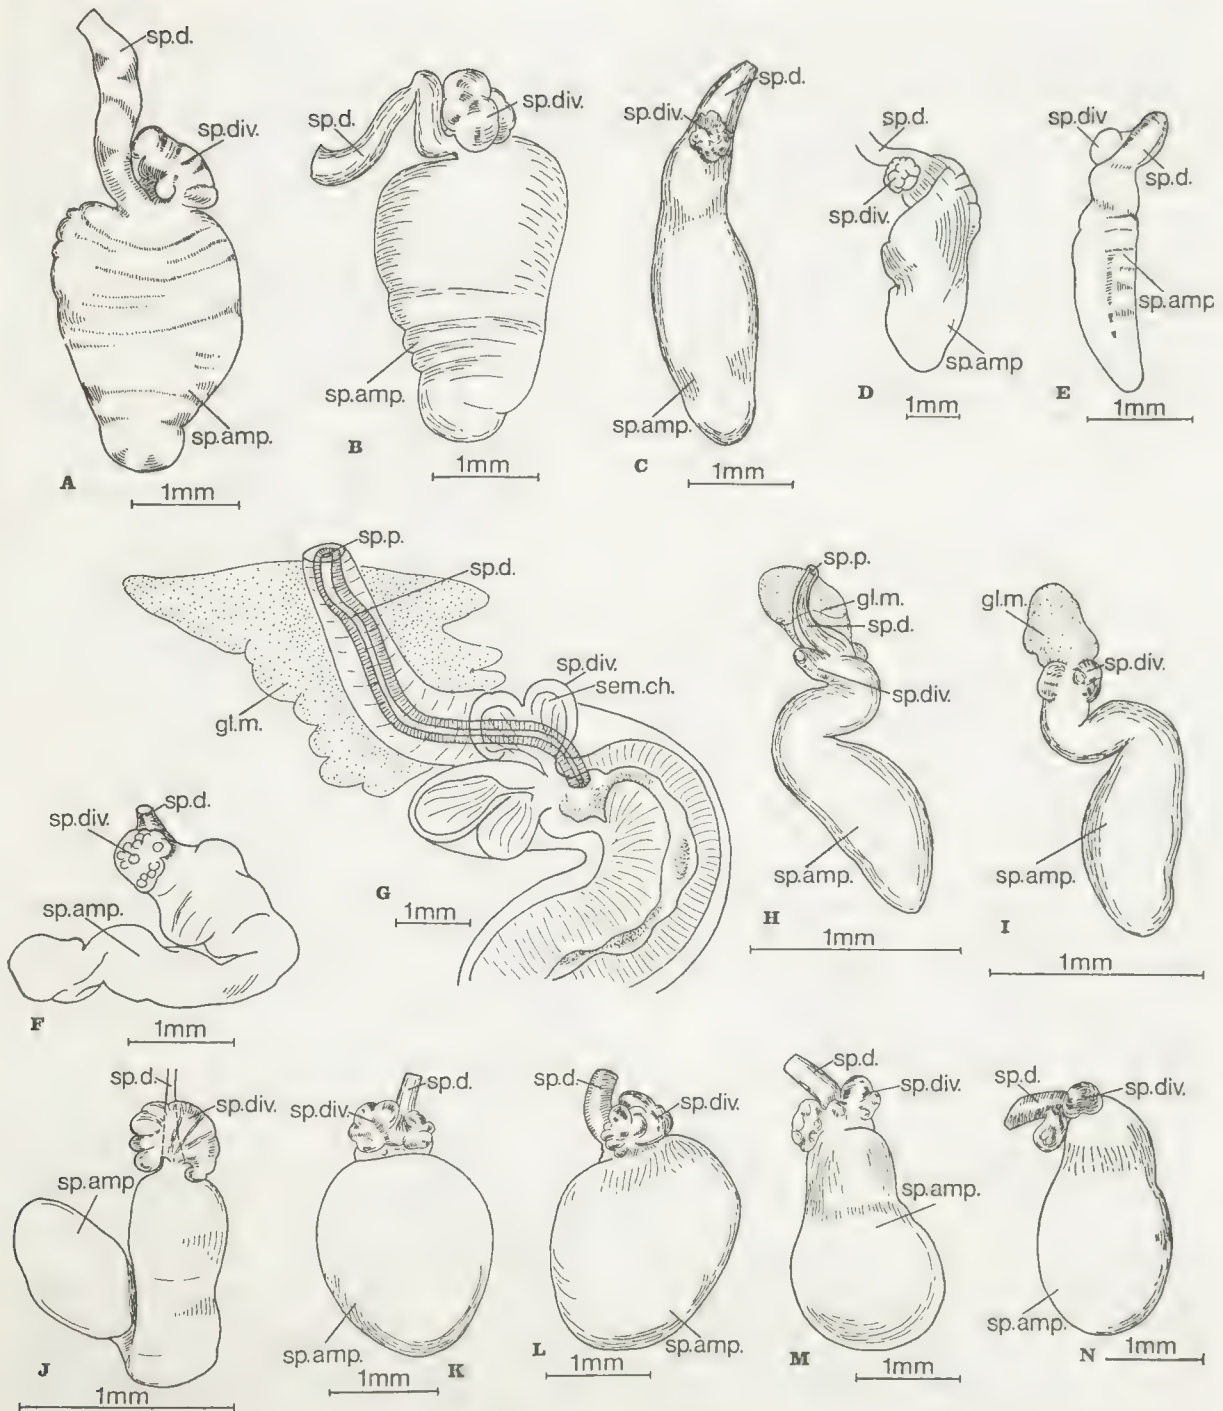 sp.d.
sp.div.
sp.amp.
A
1mm
sp.d.
sp.div.
sp.amp.
B
1mm
sp.d.
sp.div.
sp.amp.
C
1mm
sp.d.
sp.div.
sp.amp
D
1mm
sp.div
sp.d.
sp.amp
E
1mm
sp.d.
sp.div.
sp.amp.
F
1mm
sp.p.
sp.d.
sp.div.
sem.ch.
gl.m.
G
1mm
sp.p.
gl.m.
sp.d.
sp.div.
sp.amp.
H
1mm
gl.m.
sp.div.
sp.amp.
I
1mm
sp.d.
sp.div.
sp.amp
J
1mm
sp.d.
sp.div.
sp.amp.
K
1mm
sp.d.
sp.div.
sp.amp.
L
1mm
sp.d.
sp.div.
sp.amp.
M
1mm
sp.d.
sp.div.
sp.amp.
N
1mm